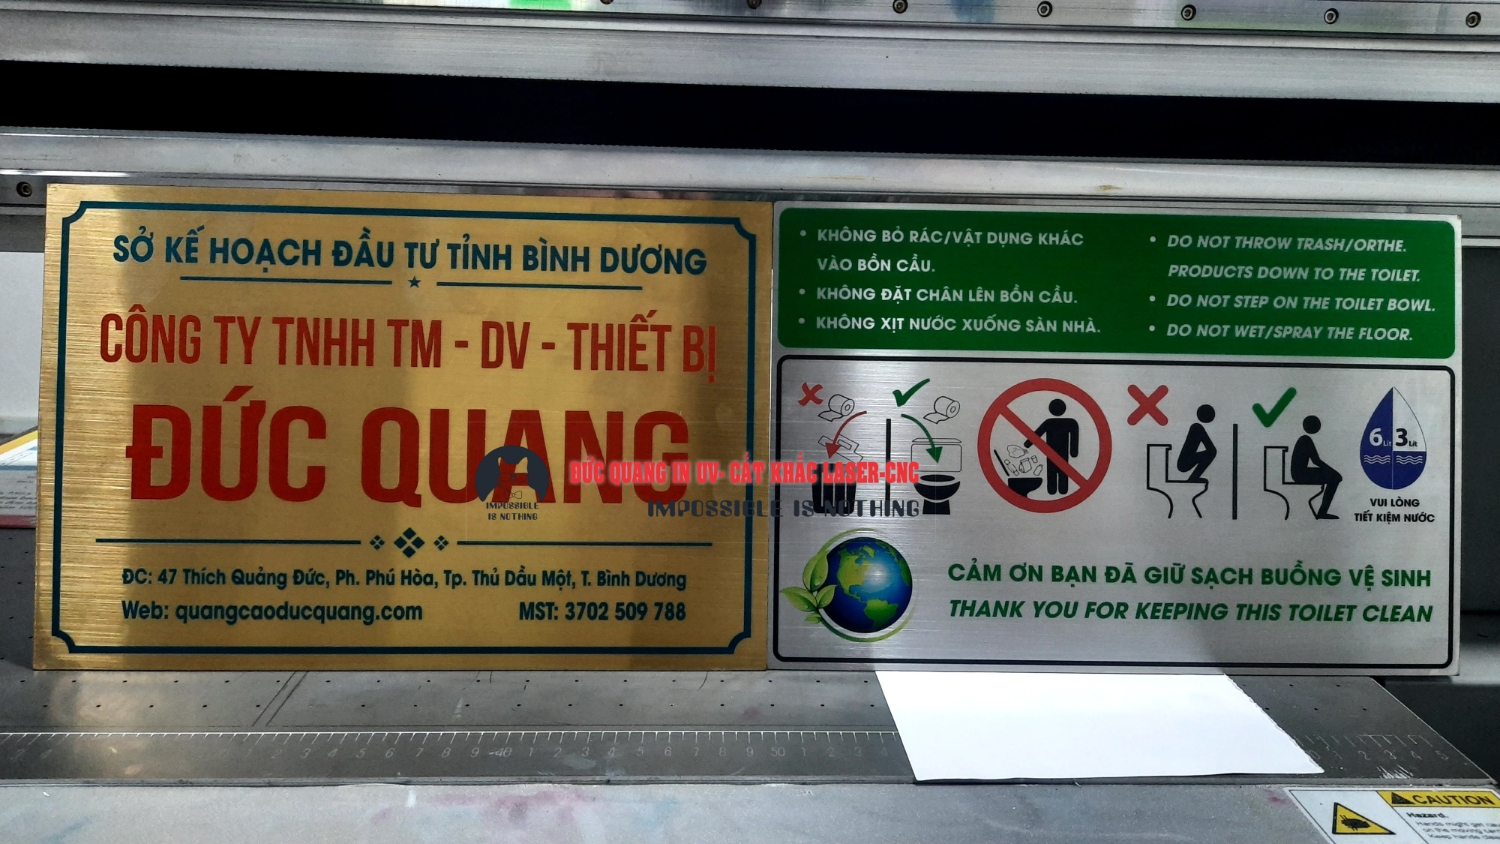 SỞ KẾ HOẠCH ĐẦU TƯ TỈNH BÌNH DƯƠNG
CÔNG TY TNHH TM - DV - THIẾT BỊ
ĐỨC QUANG
ĐC: 47 Thích Quảng Đức, Ph. Phú Hòa, Tp. Thủ Dầu Một, T. Bình Dương
Web: quangcaoducquang.com
MST: 3702 509 788
• KHÔNG BỎ RÁC/VẬT DỤNG KHÁC
VÀO BỒN CẦU.
• KHÔNG ĐẶT CHÂN LÊN BỒN CẦU.
• KHÔNG XỊT NƯỚC XUỐNG SÀN NHÀ.
• DO NOT THROW TRASH/ORTHE.
PRODUCTS DOWN TO THE TOILET.
• DO NOT STEP ON THE TOILET BOWL.
• DO NOT WET/SPRAY THE FLOOR.
6Lít 3Lít
VUI LÒNG
TIẾT KIỆM NƯỚC
CẢM ƠN BẠN ĐÃ GIỮ SẠCH BUỒNG VỆ SINH
THANK YOU FOR KEEPING THIS TOILET CLEAN
IMPOSSIBLE
IS NOTHING
ĐỨC QUANG IN UV- CẮT KHẮC LASER-CNC
IMPOSSIBLE IS NOTHING
CAUTION
Hazard.